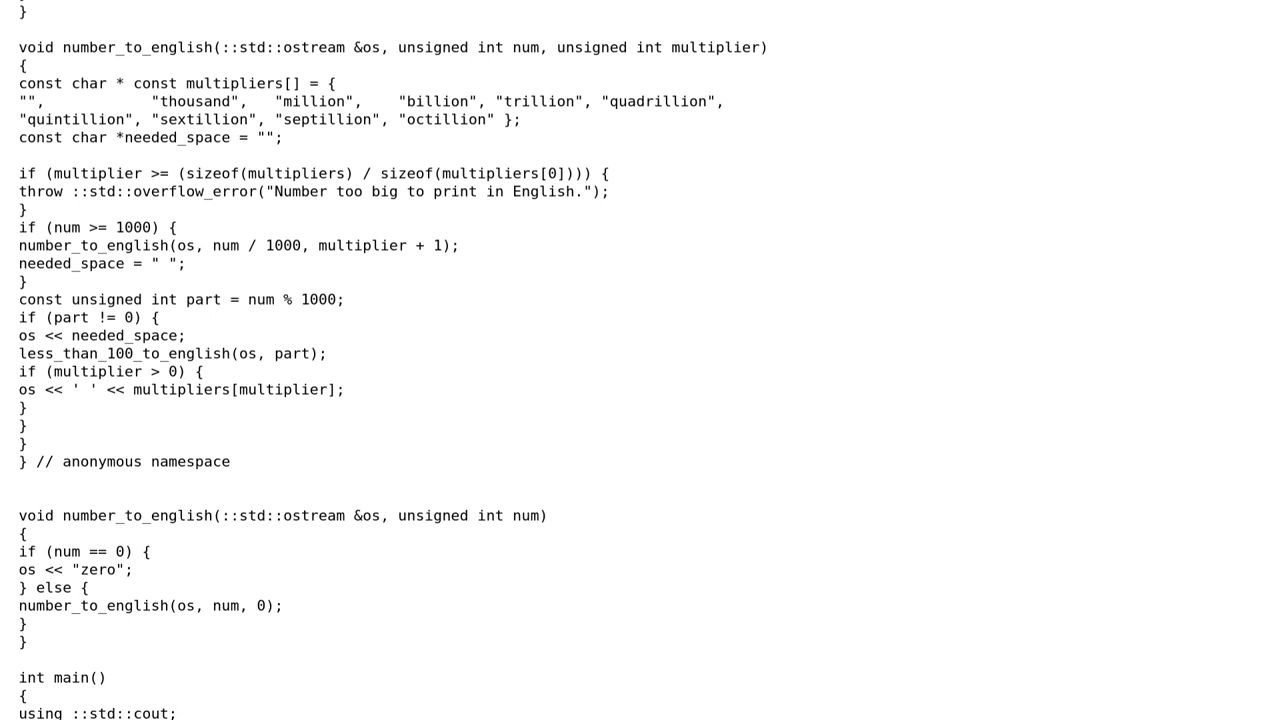 }
void number_to_english(::std::ostream &os, unsigned int num, unsigned int multiplier)
{
const char * const multipliers[] = {
"",            "thousand",   "million",    "billion", "trillion", "quadrillion",
"quintillion", "sextillion", "septillion", "octillion" };
const char *needed_space = "";
if (multiplier >= (sizeof(multipliers) / sizeof(multipliers[0]))) {
throw ::std::overflow_error("Number too big to print in English.");
}
if (num >= 1000) {
number_to_english(os, num / 1000, multiplier + 1);
needed_space = " ";
}
const unsigned int part = num % 1000;
if (part != 0) {
os << needed_space;
less_than_100_to_english(os, part);
if (multiplier > 0) {
os << ' ' << multipliers[multiplier];
}
}
}
} // anonymous namespace
void number_to_english(::std::ostream &os, unsigned int num)
{
if (num == 0) {
os << "zero";
} else {
number_to_english(os, num, 0);
}
}
int main()
{
using ::std::cout;